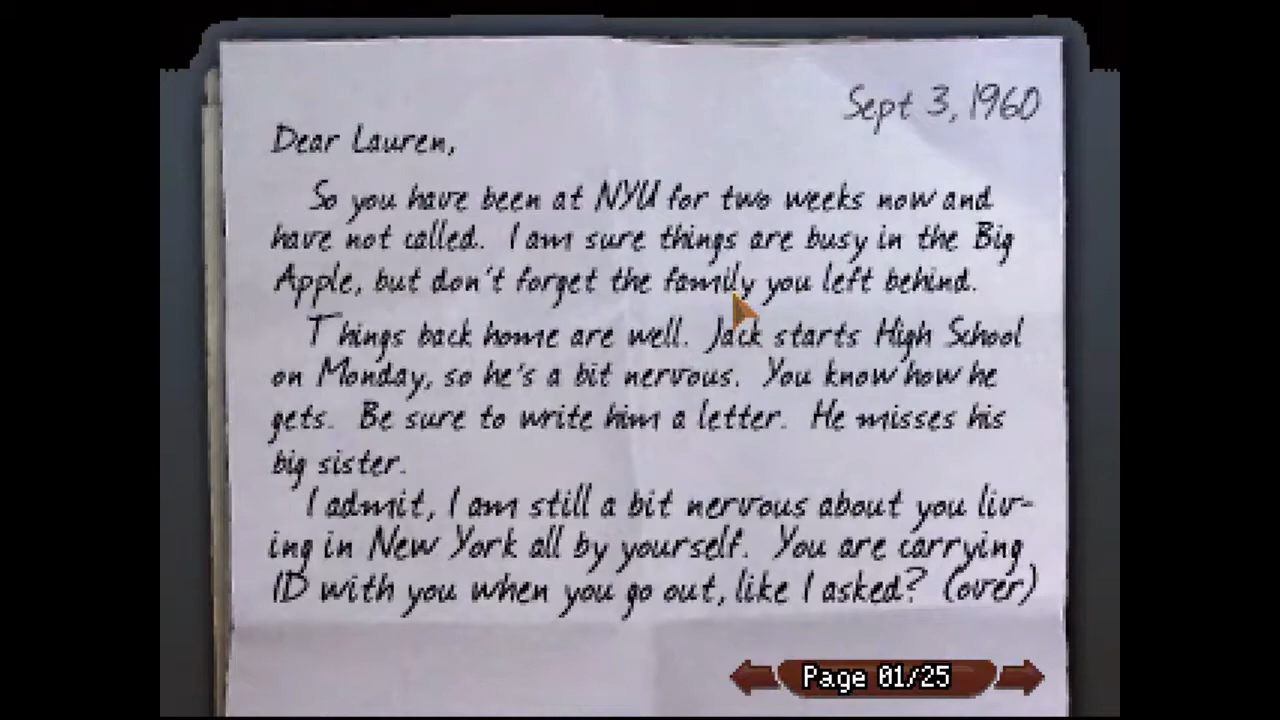 Sept 3, 1960
Dear Lauren,
So you have been at NYU for two weeks now and
have not called. I am sure things are busy in the Big
Apple, but don't forget the family you left behind.
Things back home are well. Jack starts High School
on Monday, so he's a bit nervous. You know how he
gets. Be sure to write him a letter. He misses his
big sister.
I admit, I am still a bit nervous about you liv-
ing in New York all by yourself. You are carrying
ID with you when you go out, like I asked? (over)
Page 01/25